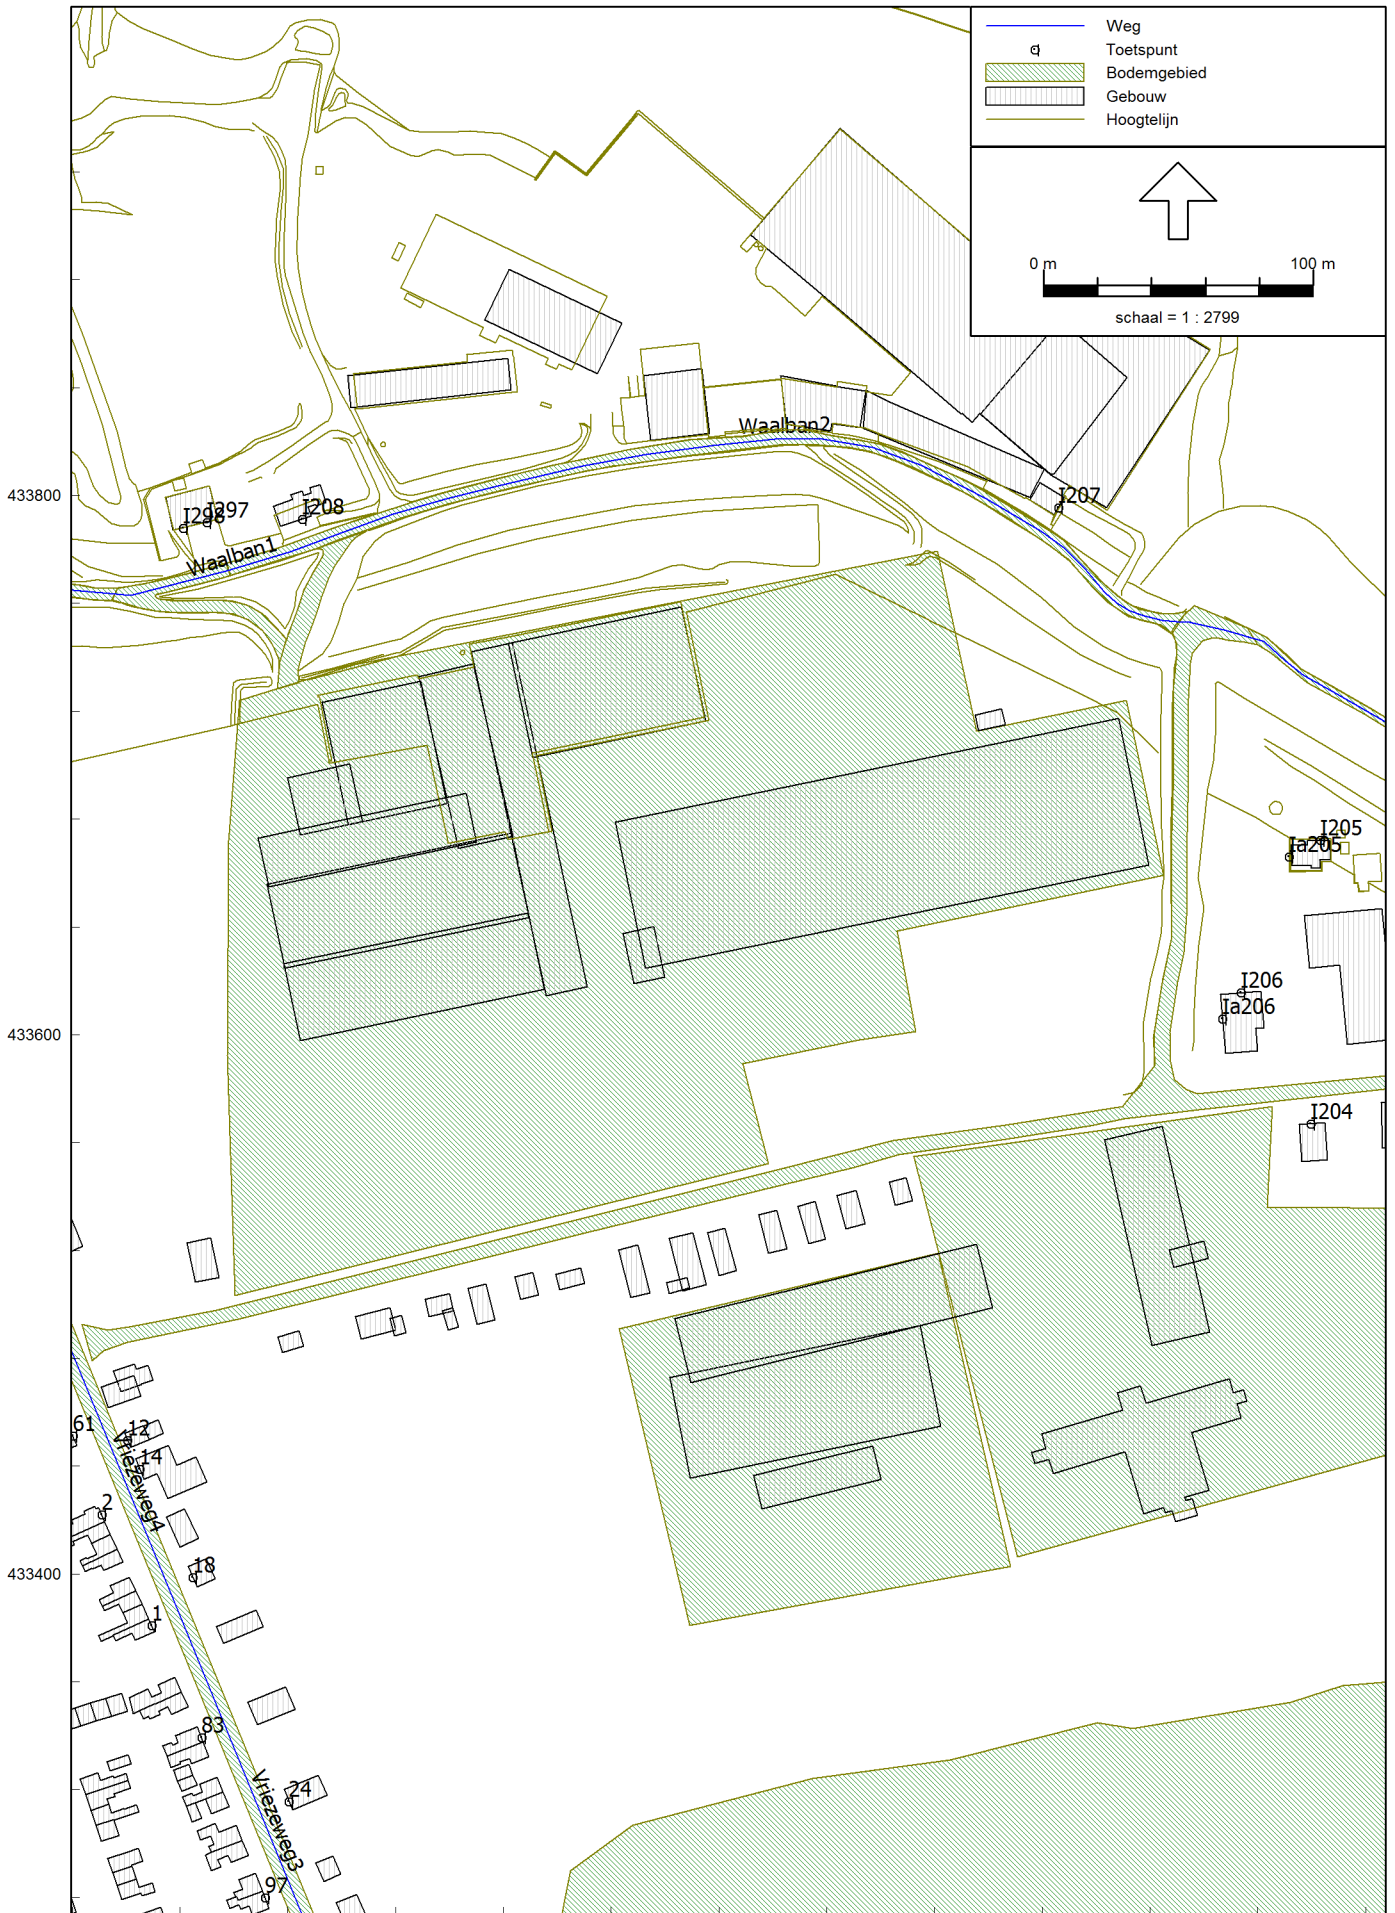 Weg
Toetspunt
Bodemgebied
Gebouw
Hoogtelijn
0 m 100 m
schaal = 1 : 2799
Waalban2
433800
I297
I208
I207
Waalban1
I205
Ia205
I206
Ia206
433600
I204
61
12
14
Vriezeweg4
2
18
433400
1
83
24
Vriezeweg3
97